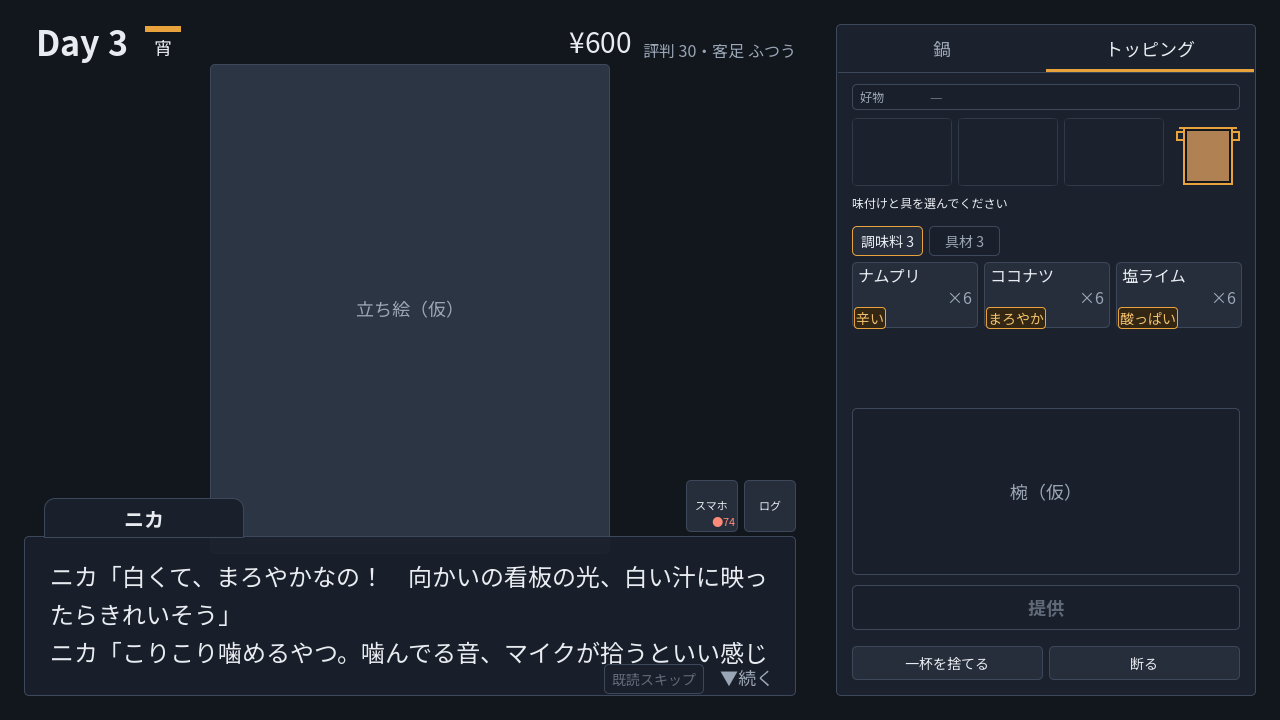 Day 3
宵
¥600
評判 30・客足 ふつう
鍋
トッピング
好物
—
味付けと具を選んでください
調味料 3
具材 3
ナムプリ
×6
辛い
ココナツ
×6
まろやか
塩ライム
×6
酸っぱい
立ち絵（仮）
椀（仮）
スマホ
74
ログ
ニカ
ニカ「白くて、まろやかなの！　向かいの看板の光、白い汁に映っ
たらきれいそう」
ニカ「こりこり噛めるやつ。噛んでる音、マイクが拾うといい感じ
既読スキップ
▼続く
提供
一杯を捨てる
断る